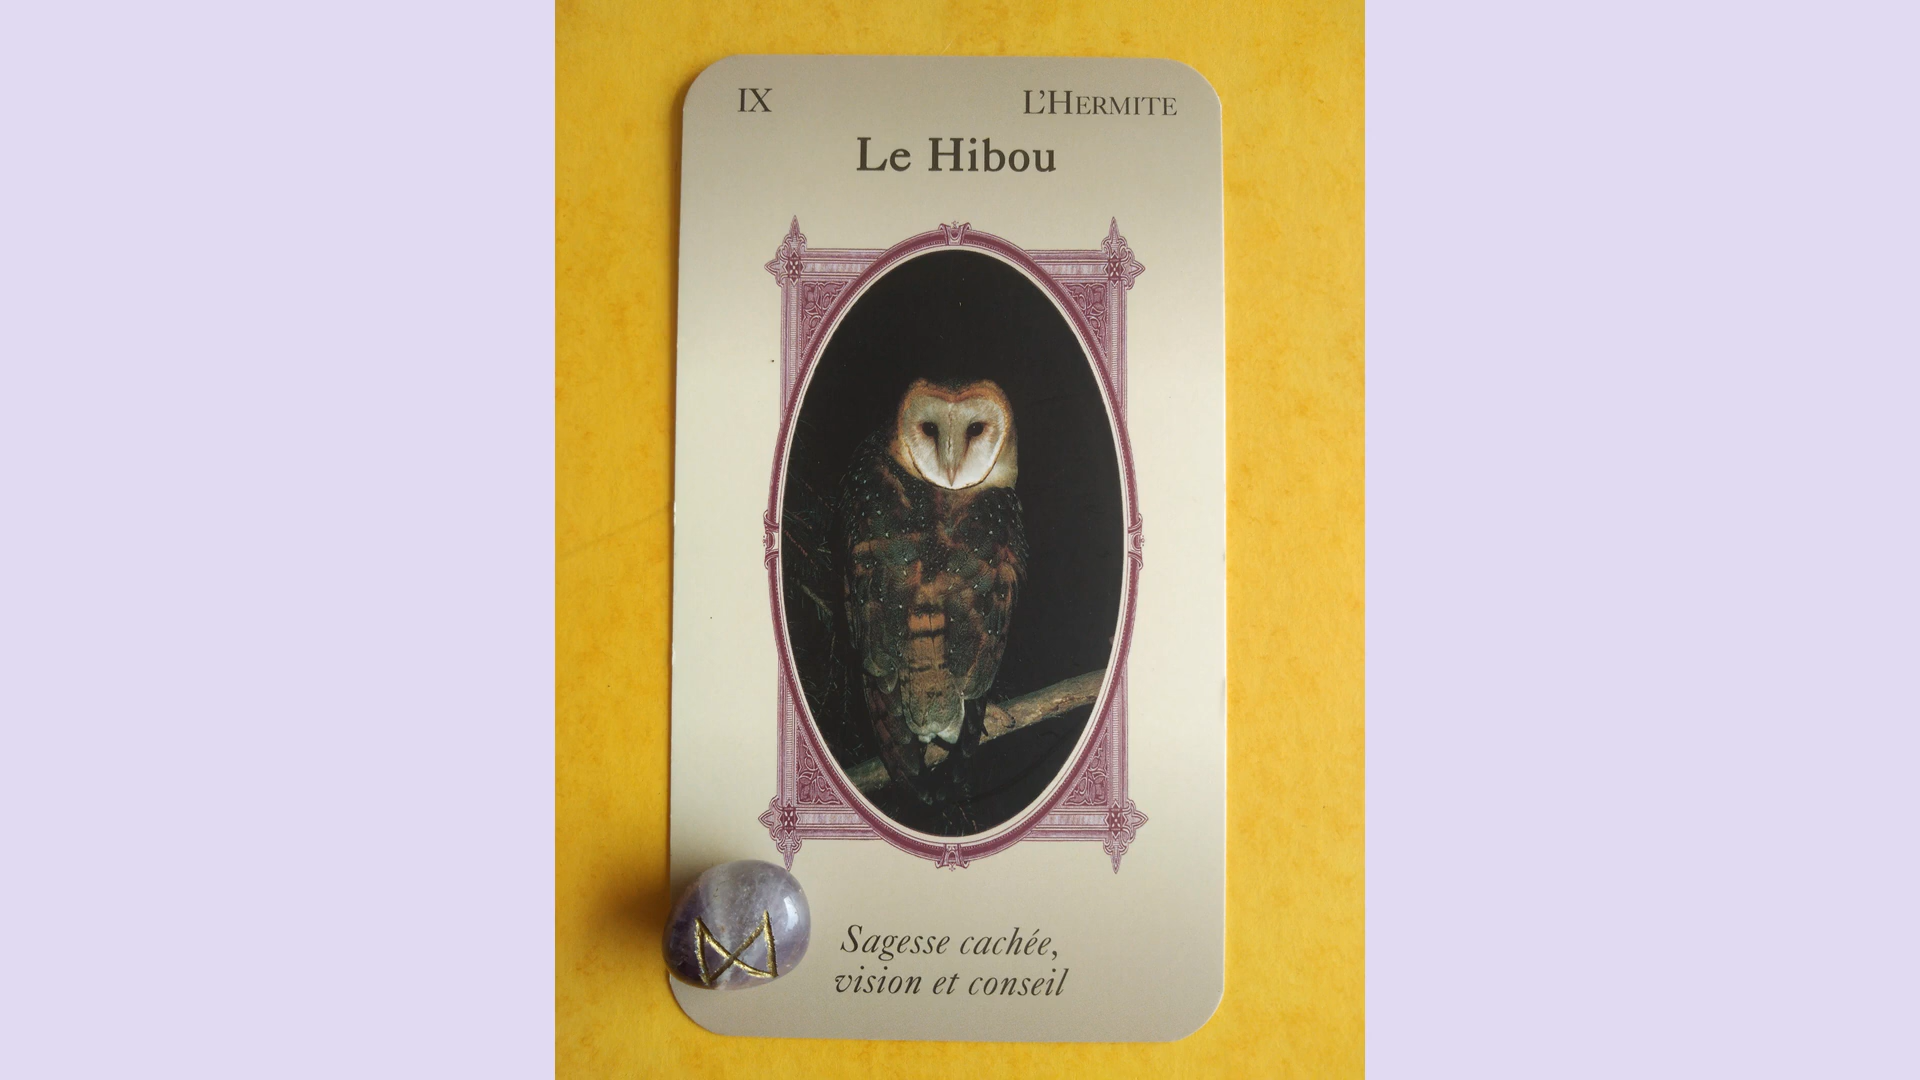 IX
L'HERMITE
Le Hibou
Sagesse cachée,
vision et conseil